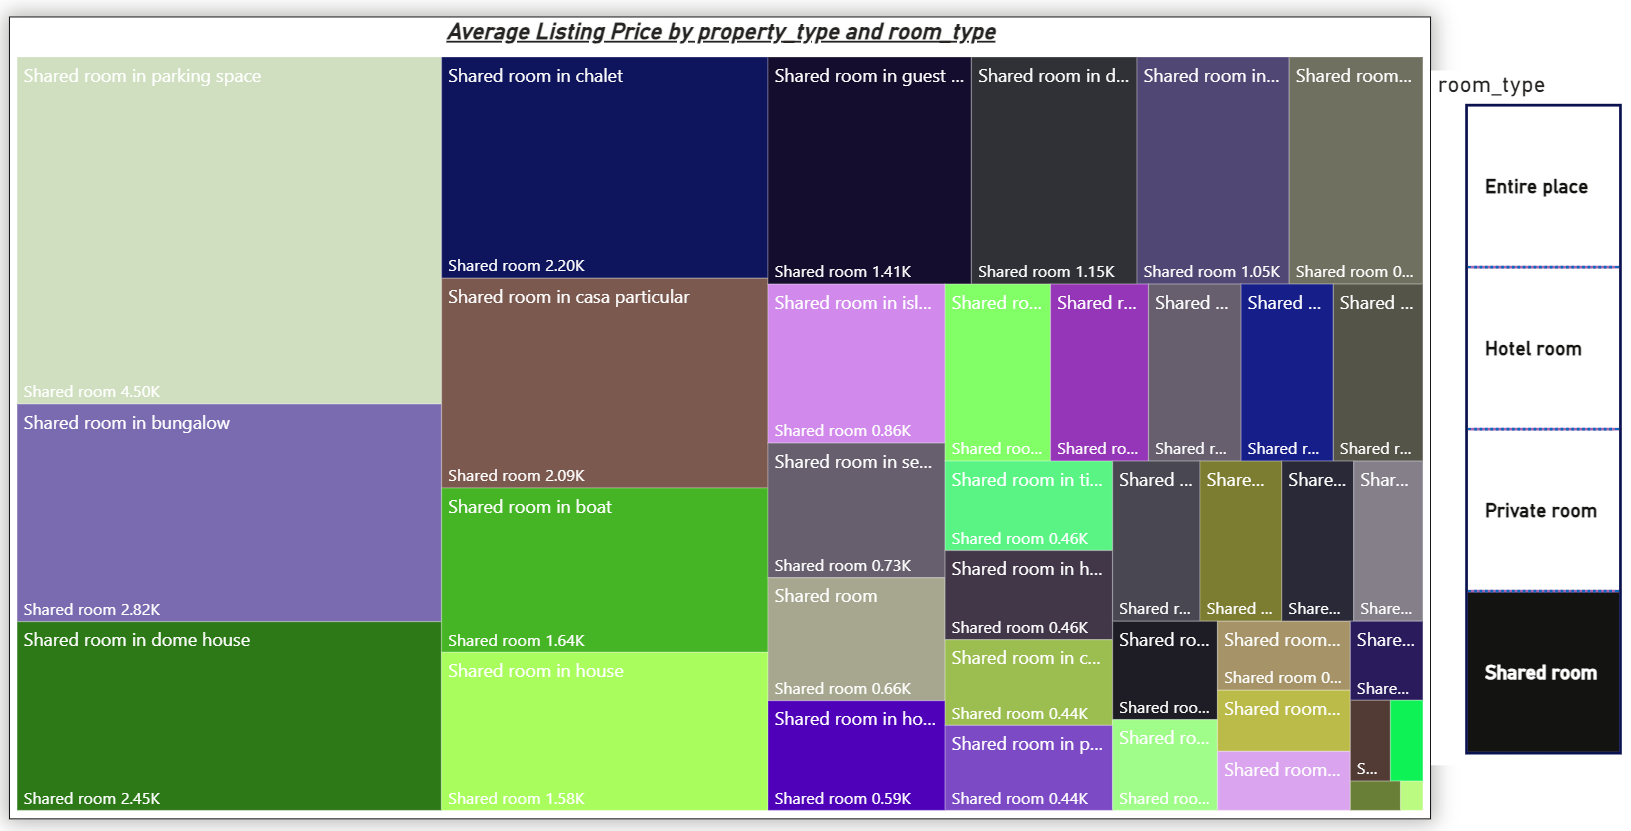 Average Listing Price by property_type and room_type
Shared room in parking space
Shared room 4.50K
Shared room in bungalow
Shared room 2.82K
Shared room in dome house
Shared room 2.45K
Shared room in chalet
Shared room 2.20K
Shared room in casa particular
Shared room 2.09K
Shared room in boat
Shared room 1.64K
Shared room in house
Shared room 1.58K
Shared room in guest ...
Shared room 1.41K
Shared room in d...
Shared room 1.15K
Shared room in...
Shared room 1.05K
Shared room...
Shared room 0...
Shared room in isl...
Shared room 0.86K
Shared room in se...
Shared room 0.73K
Shared room
Shared room 0.66K
Shared room in ho...
Shared room 0.59K
Shared ro...
Shared roo...
Shared r...
Shared ro...
Shared ...
Shared r...
Shared ...
Shared r...
Shared ...
Shared r...
Shared room in ti...
Shared room 0.46K
Shared room in h...
Shared room 0.46K
Shared room in c...
Shared room 0.44K
Shared room in p...
Shared room 0.44K
Shared ...
Shared r...
Share...
Shared ...
Share...
Share...
Shar...
Share...
Shared ro...
Shared roo...
Shared ro...
Shared roo...
Shared room...
Shared room 0...
Shared room...
Shared room...
Share...
Share...
S...
room_type
Entire place
Hotel room
Private room
Shared room